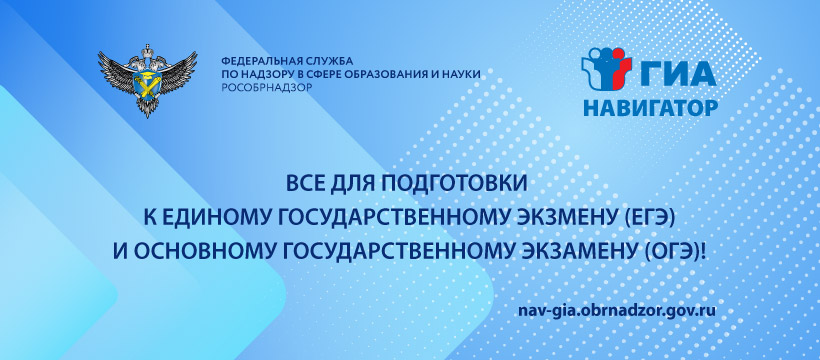 ФЕДЕРАЛЬНАЯ СЛУЖБА
ПО НАДЗОРУ В СФЕРЕ ОБРАЗОВАНИЯ И НАУКИ
РОСОБРНАДЗОР
ГИА
НАВИГАТОР
ВСЕ ДЛЯ ПОДГОТОВКИ
К ЕДИНОМУ ГОСУДАРСТВЕННОМУ ЭКЗМЕНУ (ЕГЭ)
И ОСНОВНОМУ ГОСУДАРСТВЕННОМУ ЭКЗАМЕНУ (ОГЭ)!
nav-gia.obrnadzor.gov.ru